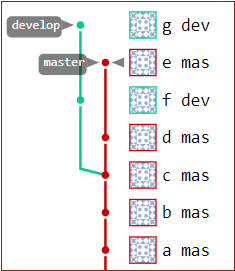 develop g dev
master e mas
f dev
d mas
c mas
b mas
a mas